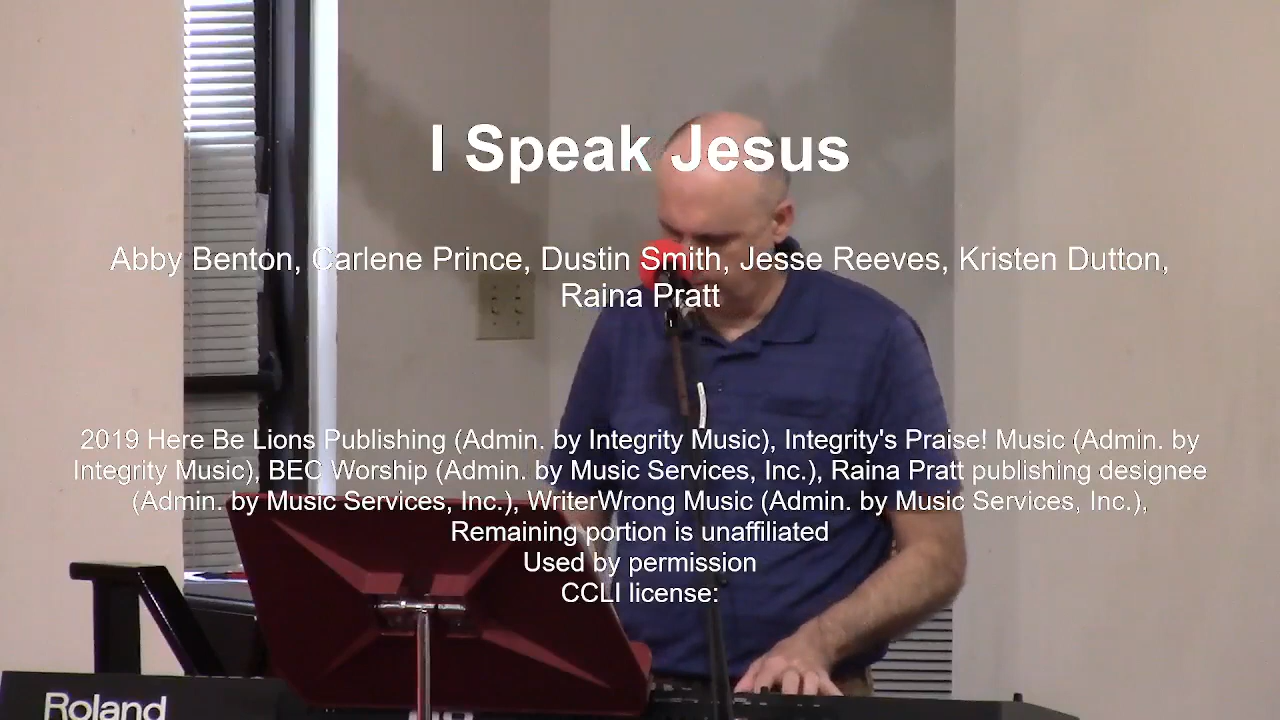 I Speak Jesus
Abby Benton, Carlene Prince, Dustin Smith, Jesse Reeves, Kristen Dutton,
Raina Pratt
2019 Here Be Lions Publishing (Admin. by Integrity Music), Integrity's Praise! Music (Admin. by
Integrity Music), BEC Worship (Admin. by Music Services, Inc.), Raina Pratt publishing designee
(Admin. by Music Services, Inc.), WriterWrong Music (Admin. by Music Services, Inc.),
Remaining portion is unaffiliated
Used by permission
CCLI license:
Roland